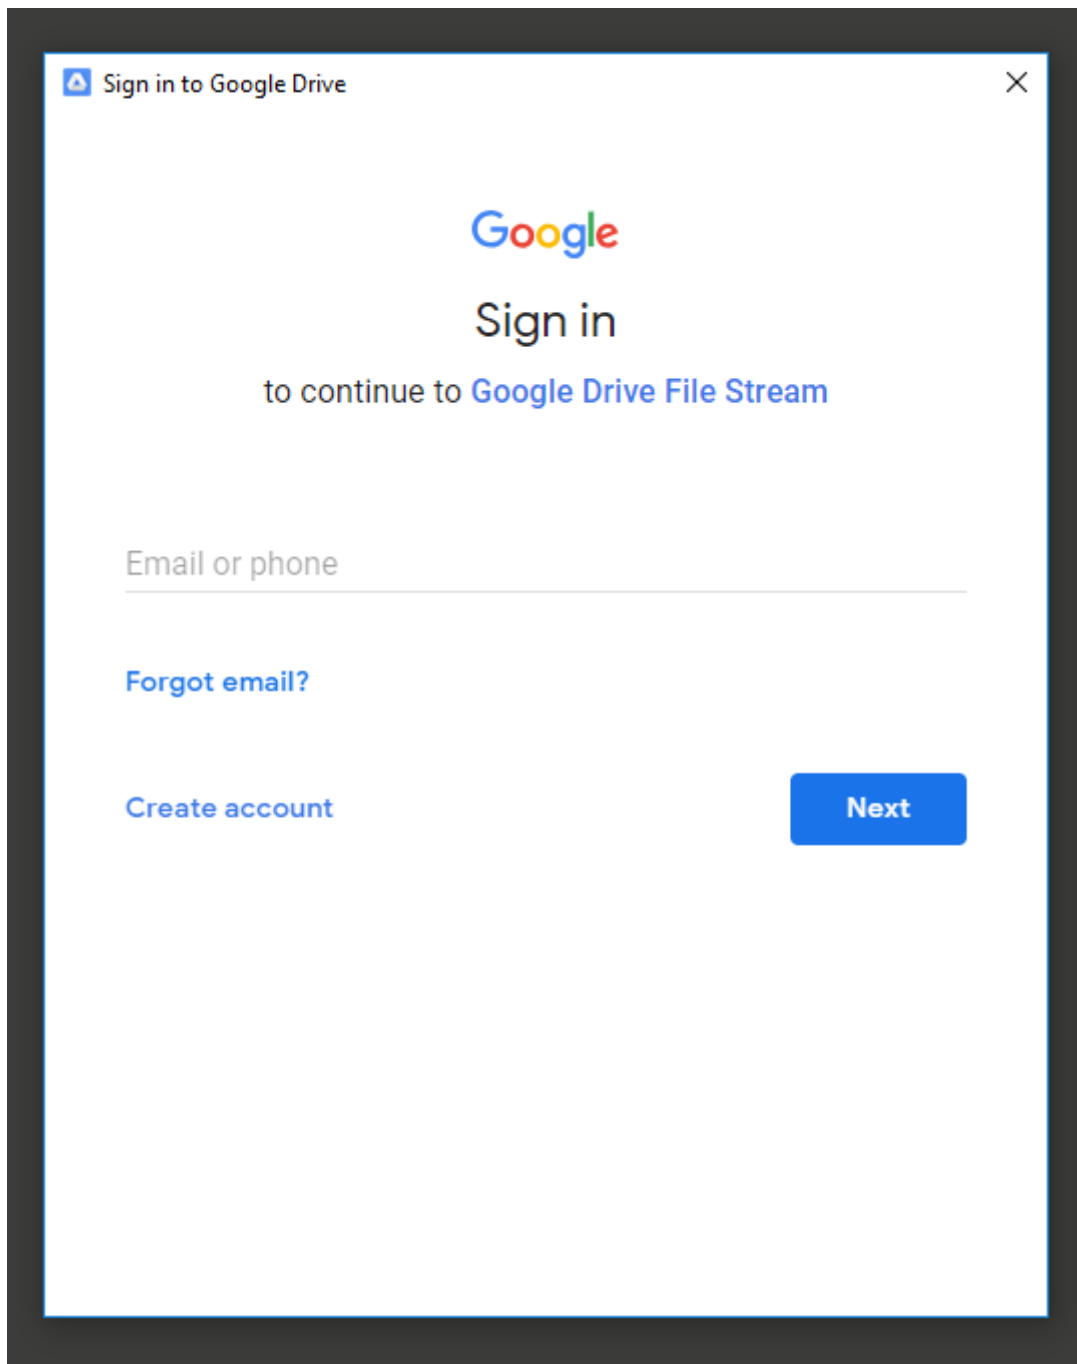 Sign in to Google Drive
Google
Sign in
to continue to Google Drive File Stream
Email or phone
Forgot email?
Create account
Next